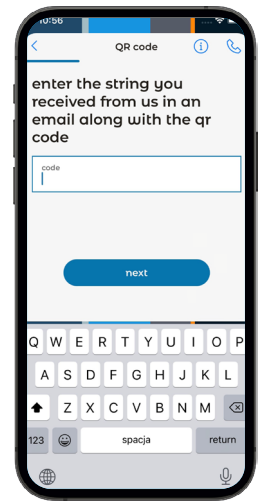 10:56
QR code
enter the string you
received from us in an
email along with the qr
code
code
next
Q W E R T Y U I O P
A S D F G H J K L
Z X C V B N M
123 spacja return